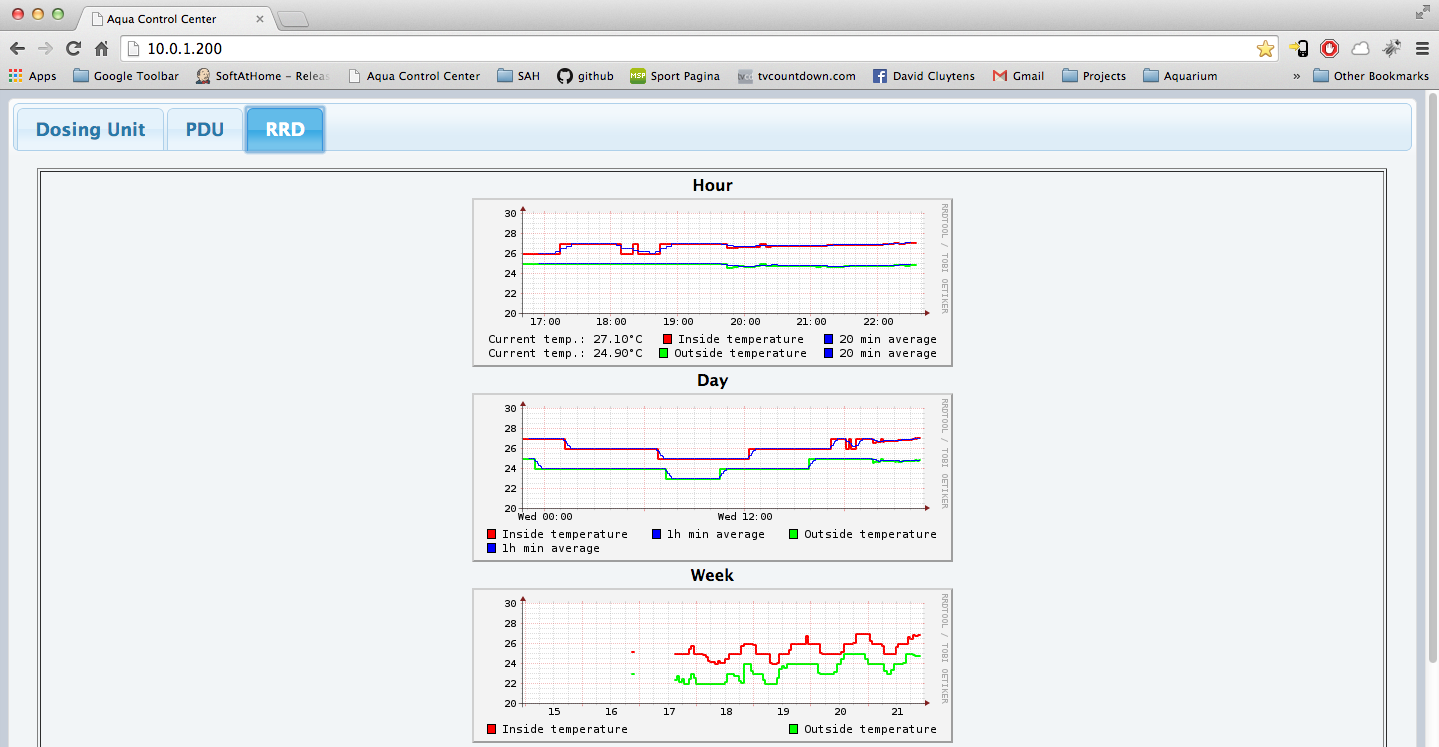 Aqua Control Center
10.0.1.200
Apps Google Toolbar SoftAtHome – Releas Aqua Control Center SAH github MSP Sport Pagina tvcountdown.com David Cluytens Gmail Projects Aquarium » Other Bookmarks
Dosing Unit PDU RRD
Hour
30
28
26
24
22
20
17:00 18:00 19:00 20:00 21:00 22:00
RRDTOOL / TOBI OETIKER
Current temp.: 27.10°C Inside temperature 20 min average
Current temp.: 24.90°C Outside temperature 20 min average
Day
30
28
26
24
22
20
Wed 00:00 Wed 12:00
RRDTOOL / TOBI OETIKER
Inside temperature 1h min average Outside temperature
1h min average
Week
30
28
26
24
22
20
15 16 17 18 19 20 21
RRDTOOL / TOBI OETIKER
Inside temperature Outside temperature